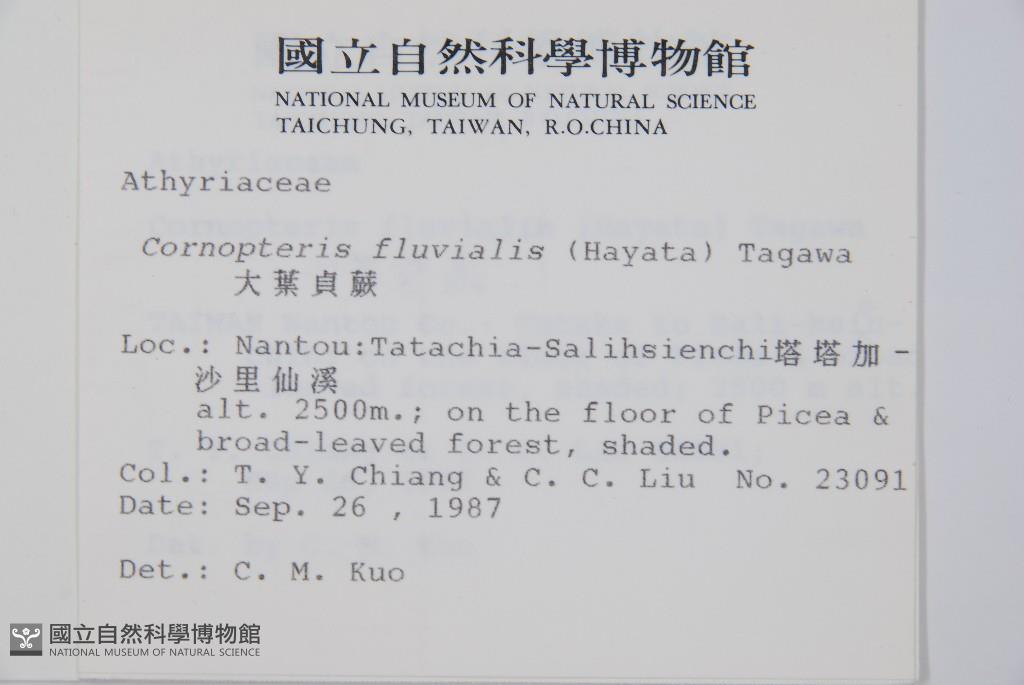 國立自然科學博物館
NATIONAL MUSEUM OF NATURAL SCIENCE
TAICHUNG, TAIWAN, R.O.CHINA
Athyriaceae
Cornopteris fluvialis (Hayata) Tagawa
大葉貞蕨
Loc.: Nantou:Tatachia-Salihsienchi塔塔加-
沙里仙溪
alt. 2500m.; on the floor of Picea &
broad-leaved forest, shaded.
Col.: T. Y. Chiang & C. C. Liu No. 23091
Date: Sep. 26 , 1987
Det.: C. M. Kuo
國立自然科學博物館
NATIONAL MUSEUM OF NATURAL SCIENCE